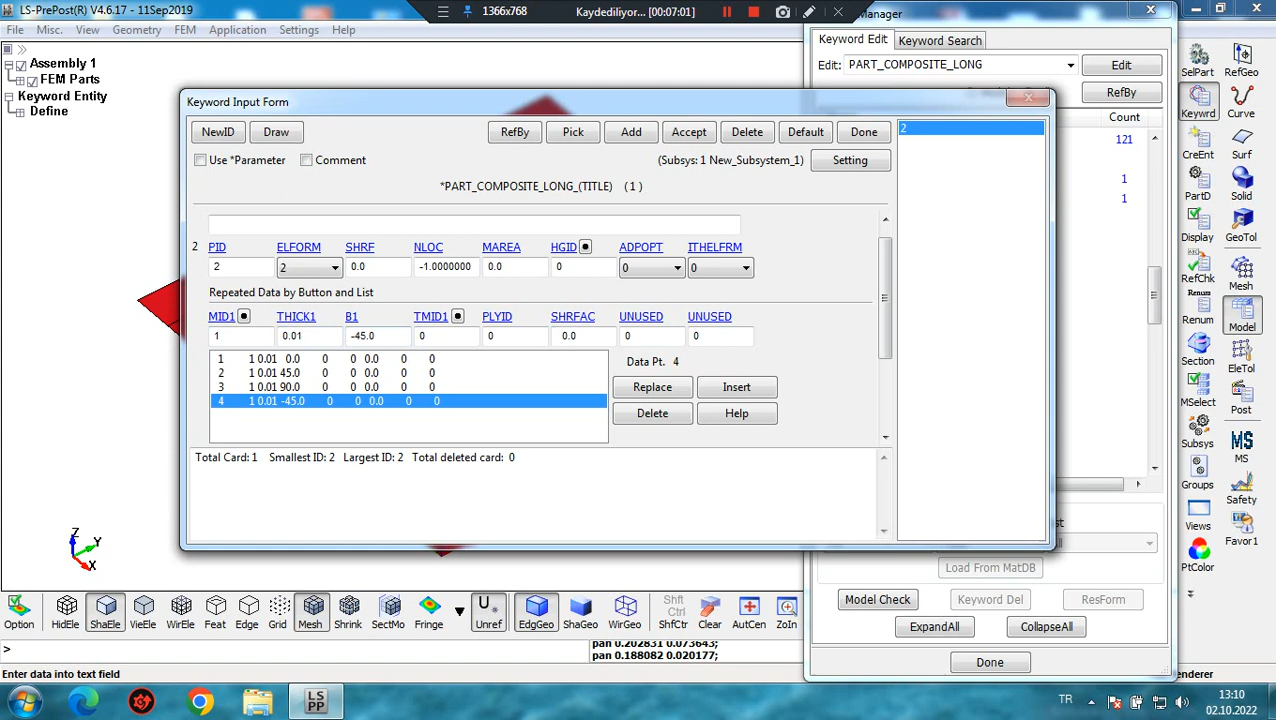 LS-PrePost(R) V4.6.17 - 11Sep2019
1366x768
Kaydediliyor... [00:07:01]
Manager
File Misc. View Geometry FEM Application Settings Help
Assembly 1
FEM Parts
Keyword Entity
Define
Keyword Edit Keyword Search
Edit: PART_COMPOSITE_LONG Edit
RefBy
Count
121
1
1
Keyword Input Form
NewID Draw RefBy Pick Add Accept Delete Default Done
Use *Parameter Comment (Subsys: 1 New_Subsystem_1) Setting
*PART_COMPOSITE_LONG_(TITLE) (1)
2 PID ELFORM SHRF NLOC MAREA HGID ADPOPT ITHELFRM
2 2 0.0 -1.0000000 0.0 0 0 0
Repeated Data by Button and List
MID1 THICK1 B1 TMID1 PLYID SHRFAC UNUSED UNUSED
1 0.01 -45.0 0 0 0.0 0 0
1 1 0.01 0.0 0 0 0.0 0 0
2 1 0.01 45.0 0 0 0.0 0 0
3 1 0.01 90.0 0 0 0.0 0 0
4 1 0.01 -45.0 0 0 0.0 0 0
Data Pt. 4
Replace Insert
Delete Help
Total Card: 1 Smallest ID: 2 Largest ID: 2 Total deleted card: 0
2
Load From MatDB
Model Check Keyword Del ResForm
ExpandAll CollapseAll
Done
SelPart RefGeo
Keywrd Curve
CreEnt Surf
PartD Solid
Display GeoTol
RefChk Mesh
Renum Model
Section EleTol
MSelect Post
Subsys MS
Groups Safety
Views Favor1
PtColor
Z
Y
X
Option HidEle ShaEle VieEle WirEle Feat Edge Grid Mesh Shrink SectMo Fringe Unref EdgGeo ShaGeo WirGeo ShfCtr Clear AutCen ZoIn
Shft
Ctrl
>
pan 0.202831 0.073643;
pan 0.188082 0.020177;
Enter data into text field
renderer
LS
PP
TR
13:10
02.10.2022